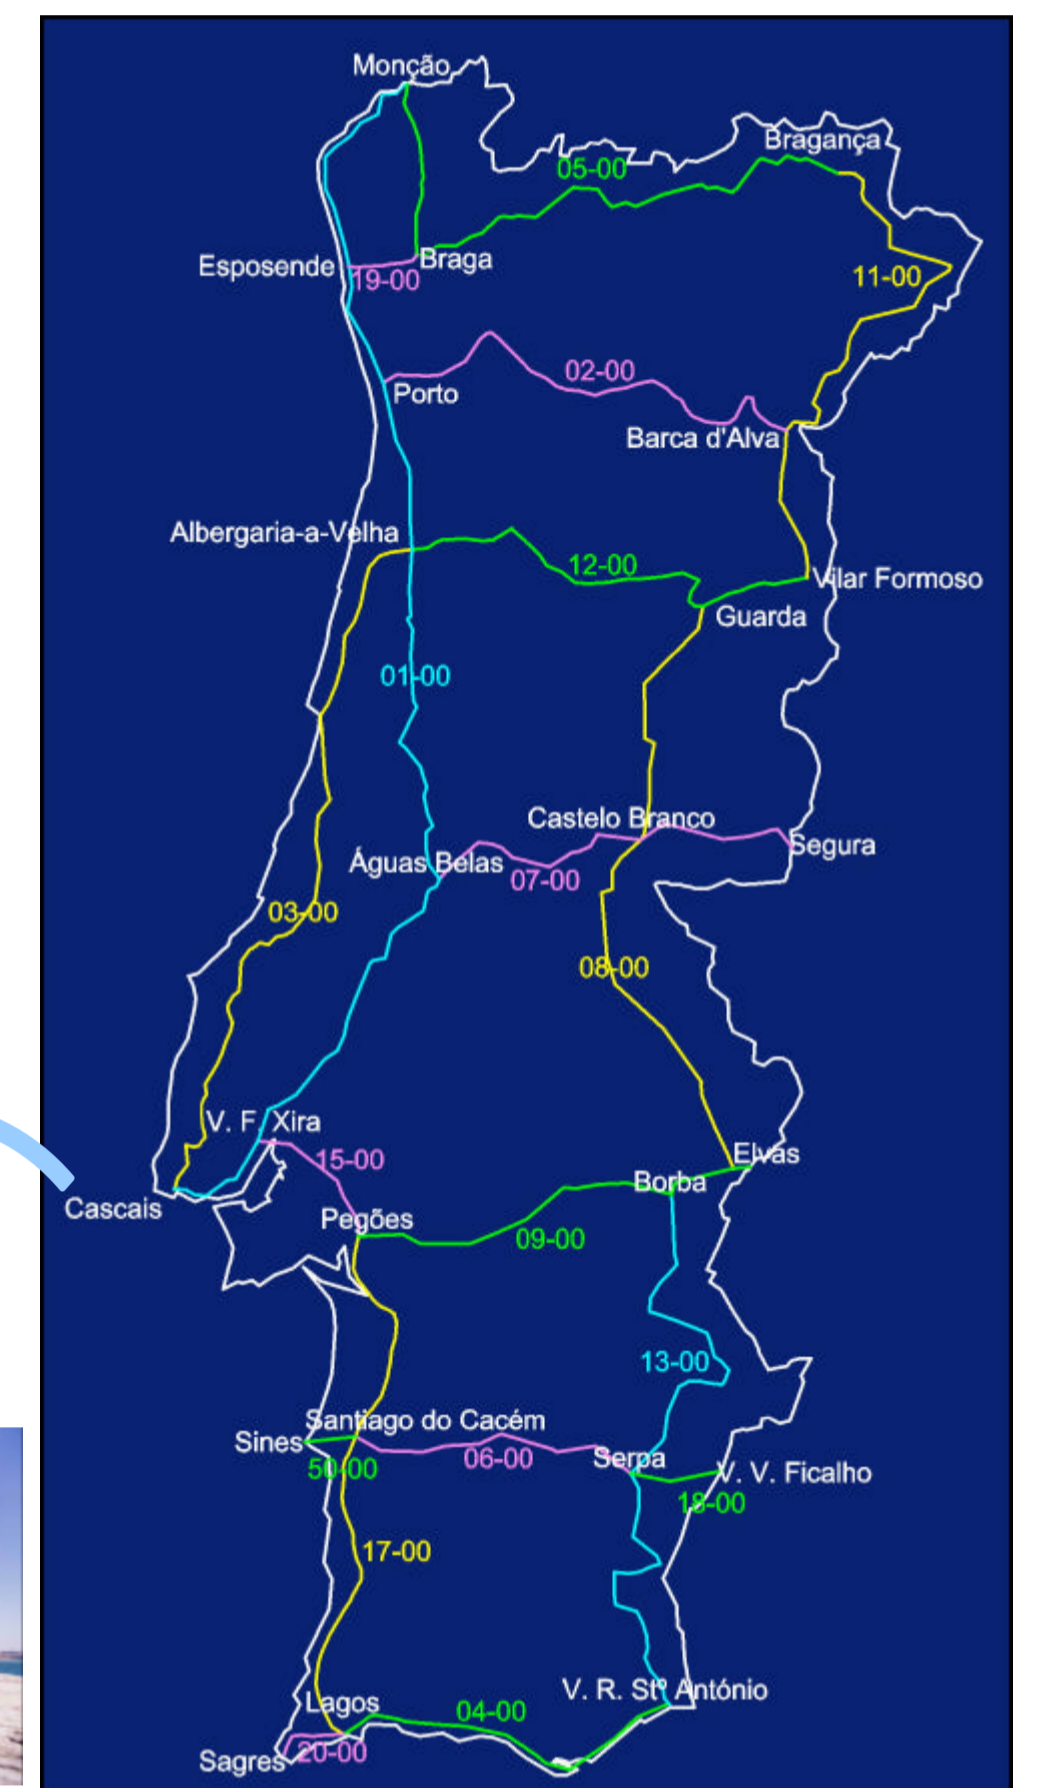 Monção
Bragança
05-00
Esposende
Braga
19-00
11-00
02-00
Porto
Barca d'Alva
Albergaria-a-Velha
12-00
Vilar Formoso
Guarda
01-00
Castelo Branco
Segura
Águas Belas
07-00
03-00
08-00
V. F. Xira
15-00
Elvas
Borba
Cascais
Pegões
09-00
13-00
Santiago do Cacém
Sines
06-00
Serpa
50-00
V. V. Ficalho
18-00
17-00
V. R. Stº António
Lagos
04-00
20-00
Sagres